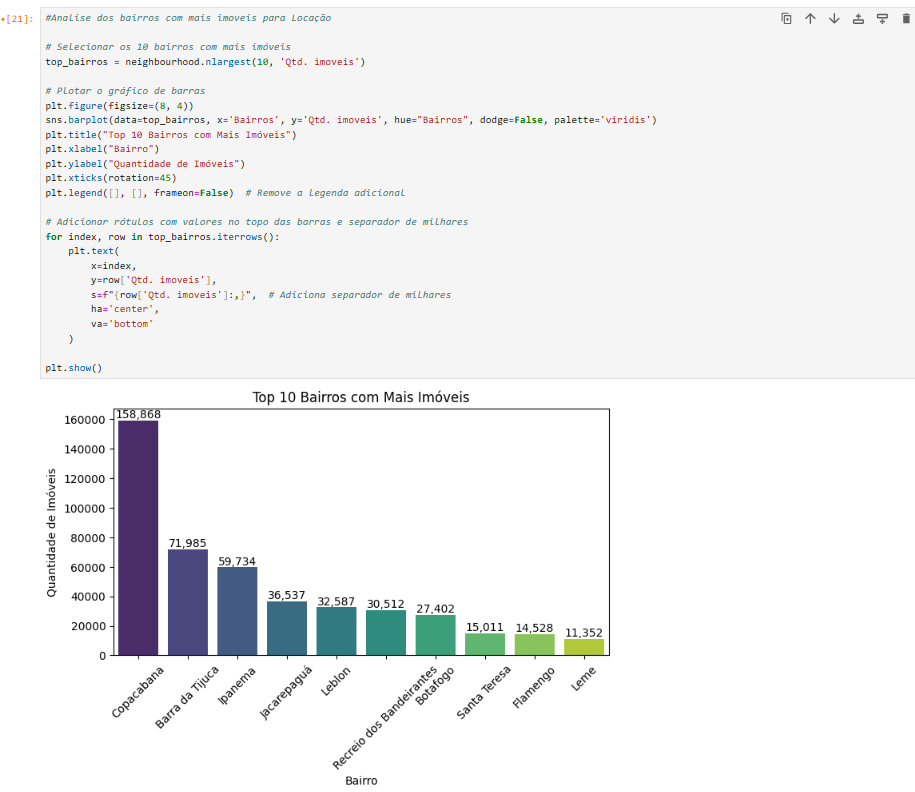 [21]:
#Analise dos bairros com mais imoveis para Locação
# Selecionar os 10 bairros com mais imóveis
top_bairros = neighbourhood.nlargest(10, 'Qtd. imoveis')
# Plotar o gráfico de barras
plt.figure(figsize=(8, 4))
sns.barplot(data=top_bairros, x='Bairros', y='Qtd. imoveis', hue="Bairros", dodge=False, palette='viridis')
plt.title("Top 10 Bairros com Mais Imóveis")
plt.xlabel("Bairro")
plt.ylabel("Quantidade de Imóveis")
plt.xticks(rotation=45)
plt.legend([], [], frameon=False)  # Remove a legenda adicional
# Adicionar rótulos com valores no topo das barras e separador de milhares
for index, row in top_bairros.iterrows():
    plt.text(
        x=index,
        y=row['Qtd. imoveis'],
        s=f"{row['Qtd. imoveis']:,}",  # Adiciona separador de milhares
        ha='center',
        va='bottom'
    )
plt.show()
Top 10 Bairros com Mais Imóveis
Quantidade de Imóveis
160000
140000
120000
100000
80000
60000
40000
20000
0
158,868
71,985
59,734
36,537
32,587
30,512
27,402
15,011
14,528
11,352
Copacabana
Barra da Tijuca
Ipanema
Jacarepaguá
Leblon
Recreio dos Bandeirantes
Botafogo
Santa Teresa
Flamengo
Leme
Bairro